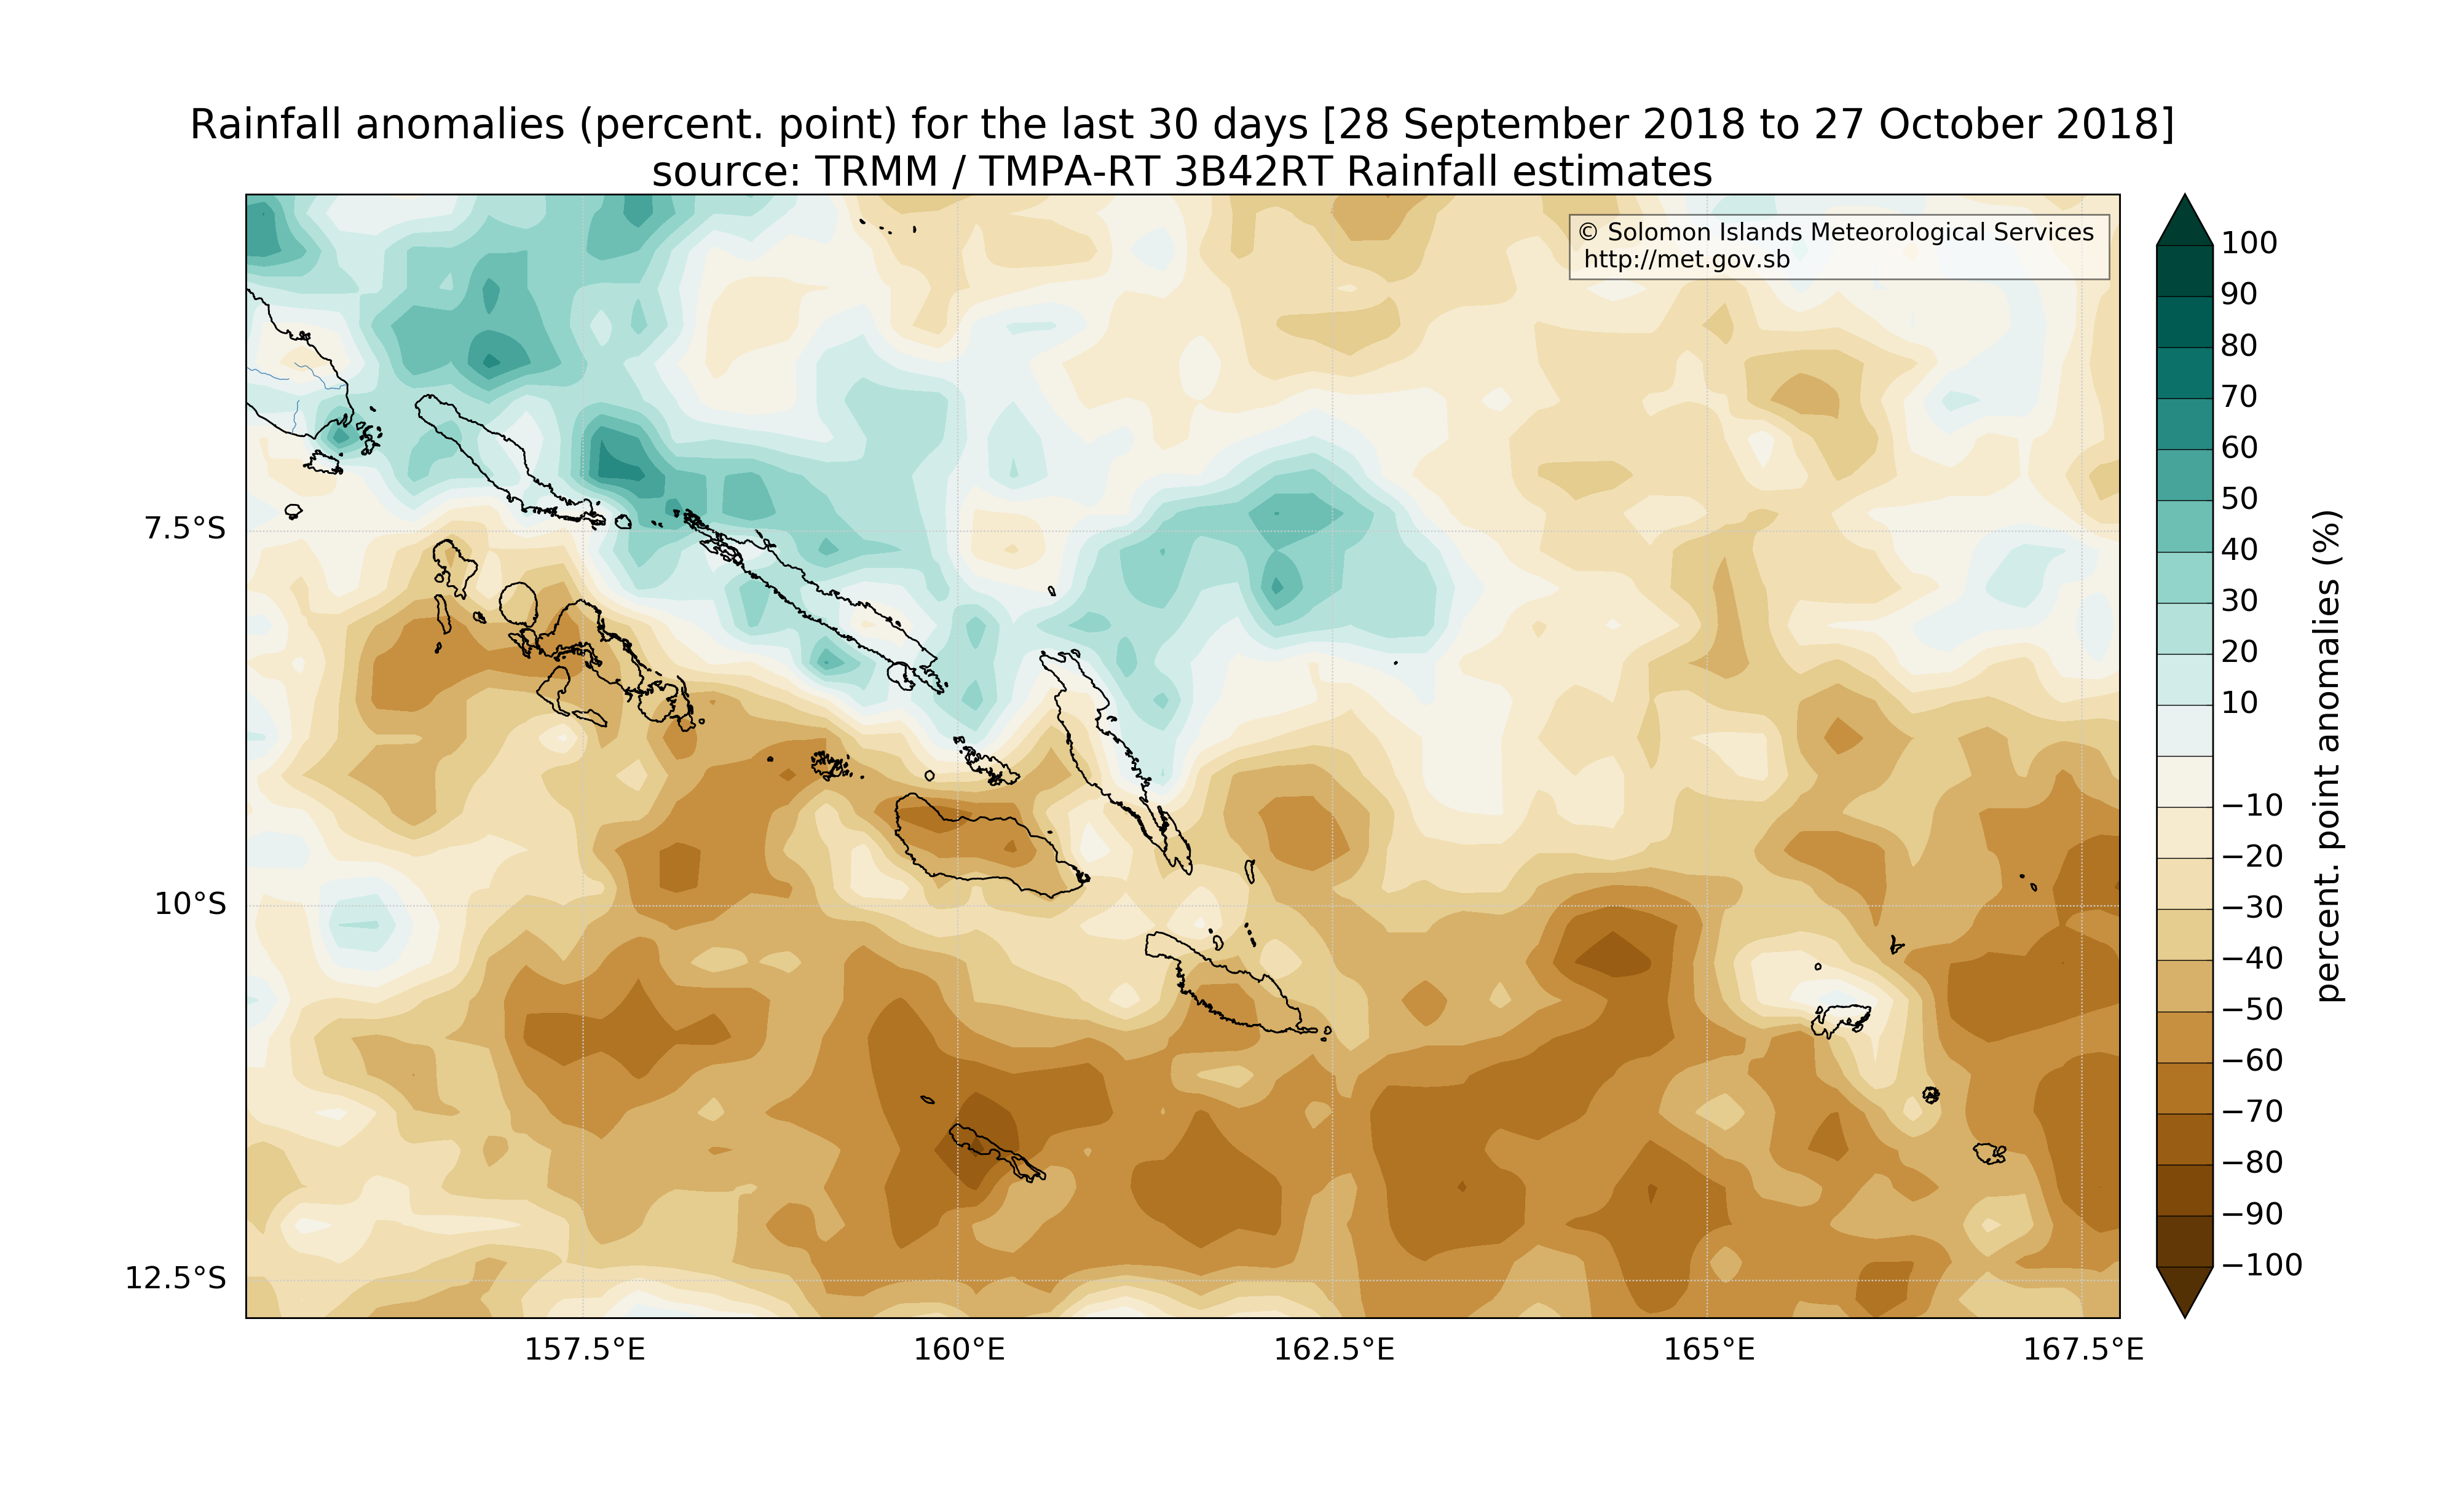 Rainfall anomalies (percent. point) for the last 30 days [28 September 2018 to 27 October 2018]
source: TRMM / TMPA-RT 3B42RT Rainfall estimates
© Solomon Islands Meteorological Services
http://met.gov.sb
7.5°S
10°S
12.5°S
157.5°E
160°E
162.5°E
165°E
167.5°E
100
90
80
70
60
50
40
30
20
10
−10
−20
−30
−40
−50
−60
−70
−80
−90
−100
percent. point anomalies (%)